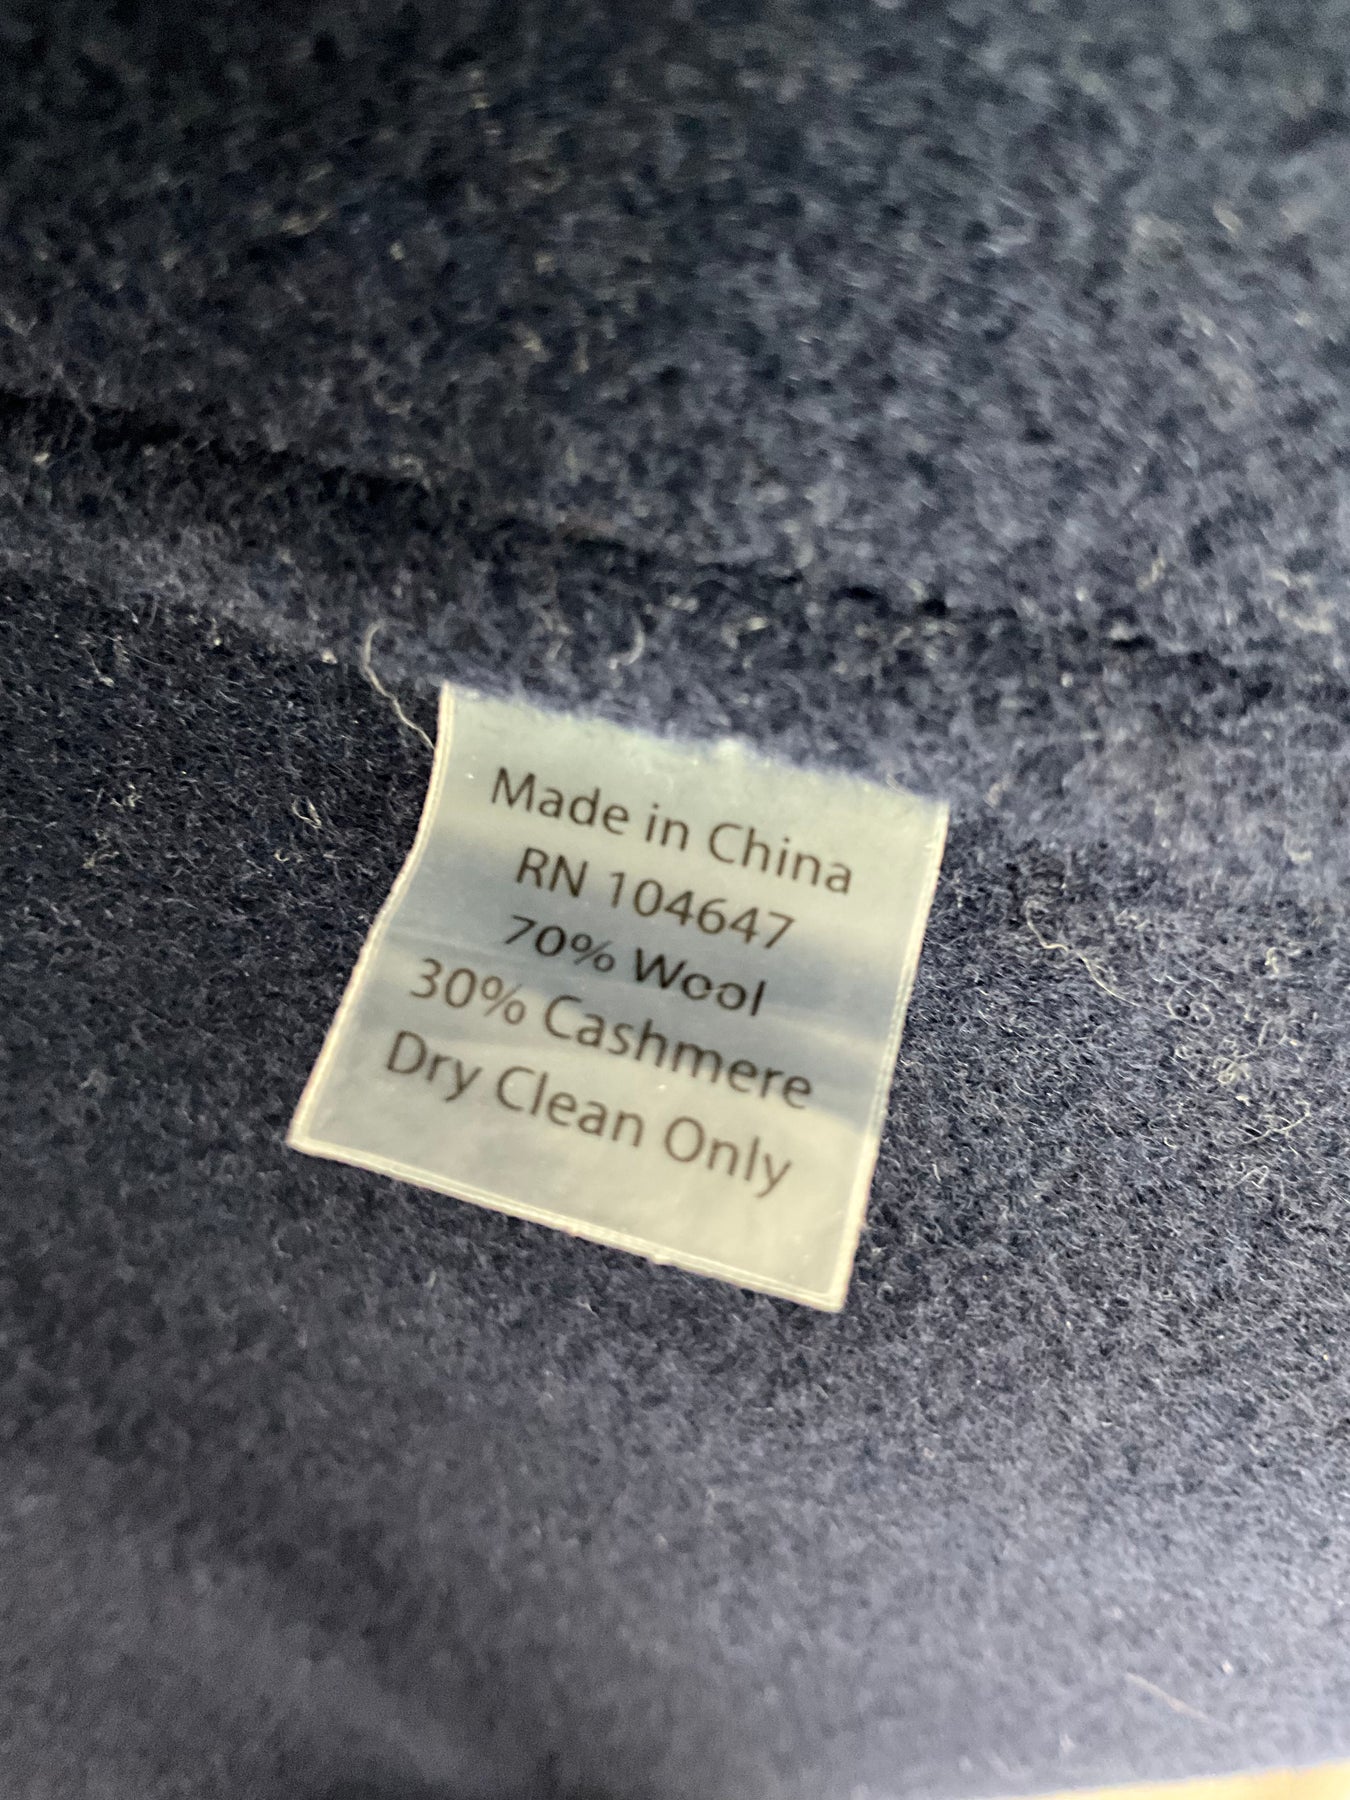 Made in China
RN 104647
70% Wool
30% Cashmere
Dry Clean Only